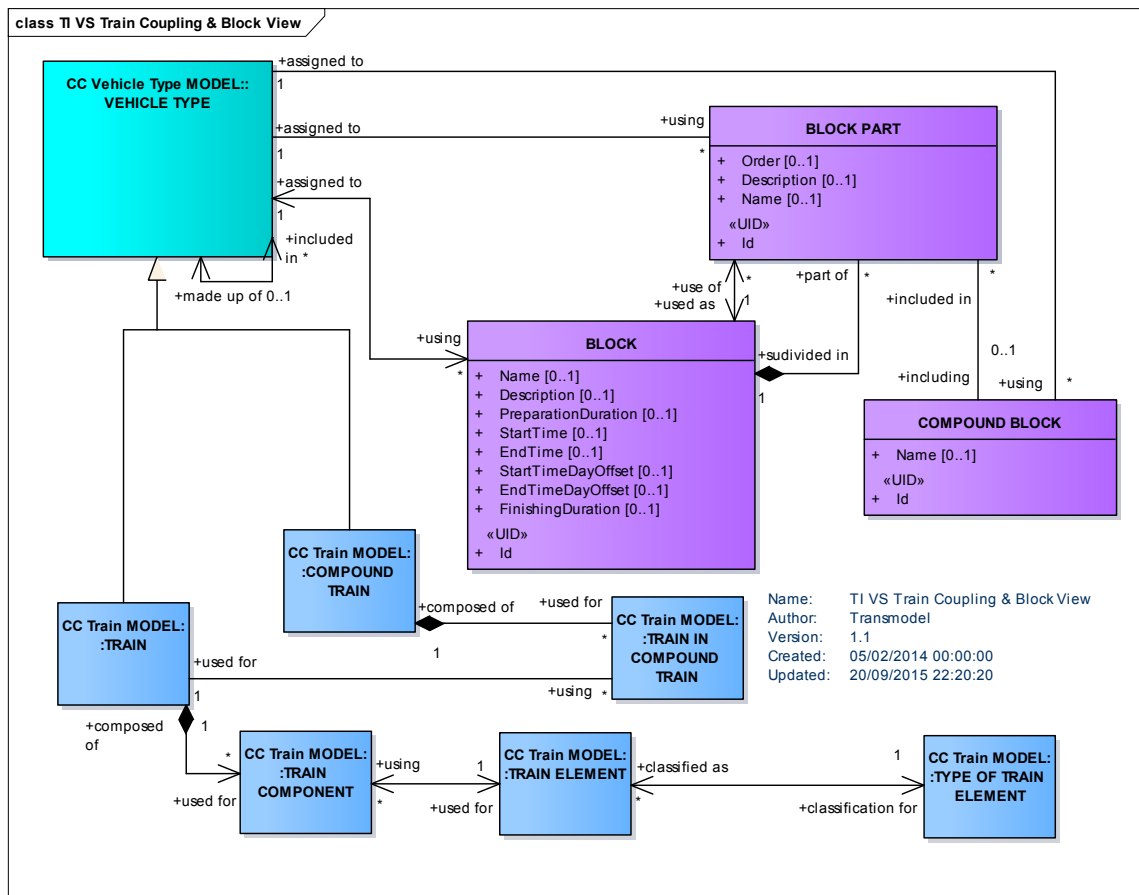 class TI VS Train Coupling & Block View
CC Vehicle Type MODEL::
VEHICLE TYPE
+assigned to
1
+assigned to
1
+assigned to
1
+included
in *
+made up of 0..1
+using
*
BLOCK PART
+ Order [0..1]
+ Description [0..1]
+ Name [0..1]
«UID»
+ Id
+use of
*
+used as
1
+part of
*
*
+included in
+sudivided in
1
0..1
+including
+using
*
+using
*
BLOCK
+ Name [0..1]
+ Description [0..1]
+ PreparationDuration [0..1]
+ StartTime [0..1]
+ EndTime [0..1]
+ StartTimeDayOffset [0..1]
+ EndTimeDayOffset [0..1]
+ FinishingDuration [0..1]
«UID»
+ Id
COMPOUND BLOCK
+ Name [0..1]
«UID»
+ Id
CC Train MODEL:
:COMPOUND
TRAIN
+composed of
1
+used for
*
CC Train MODEL:
:TRAIN IN
COMPOUND
TRAIN
Name: TI VS Train Coupling & Block View
Author: Transmodel
Version: 1.1
Created: 05/02/2014 00:00:00
Updated: 20/09/2015 22:20:20
CC Train MODEL:
:TRAIN
+used for
1
+using
*
+composed
of
1
*
+used for
CC Train MODEL:
:TRAIN
COMPONENT
+using
*
1
+used for
CC Train MODEL:
:TRAIN ELEMENT
+classified as
*
1
+classification for
CC Train MODEL:
:TYPE OF TRAIN
ELEMENT